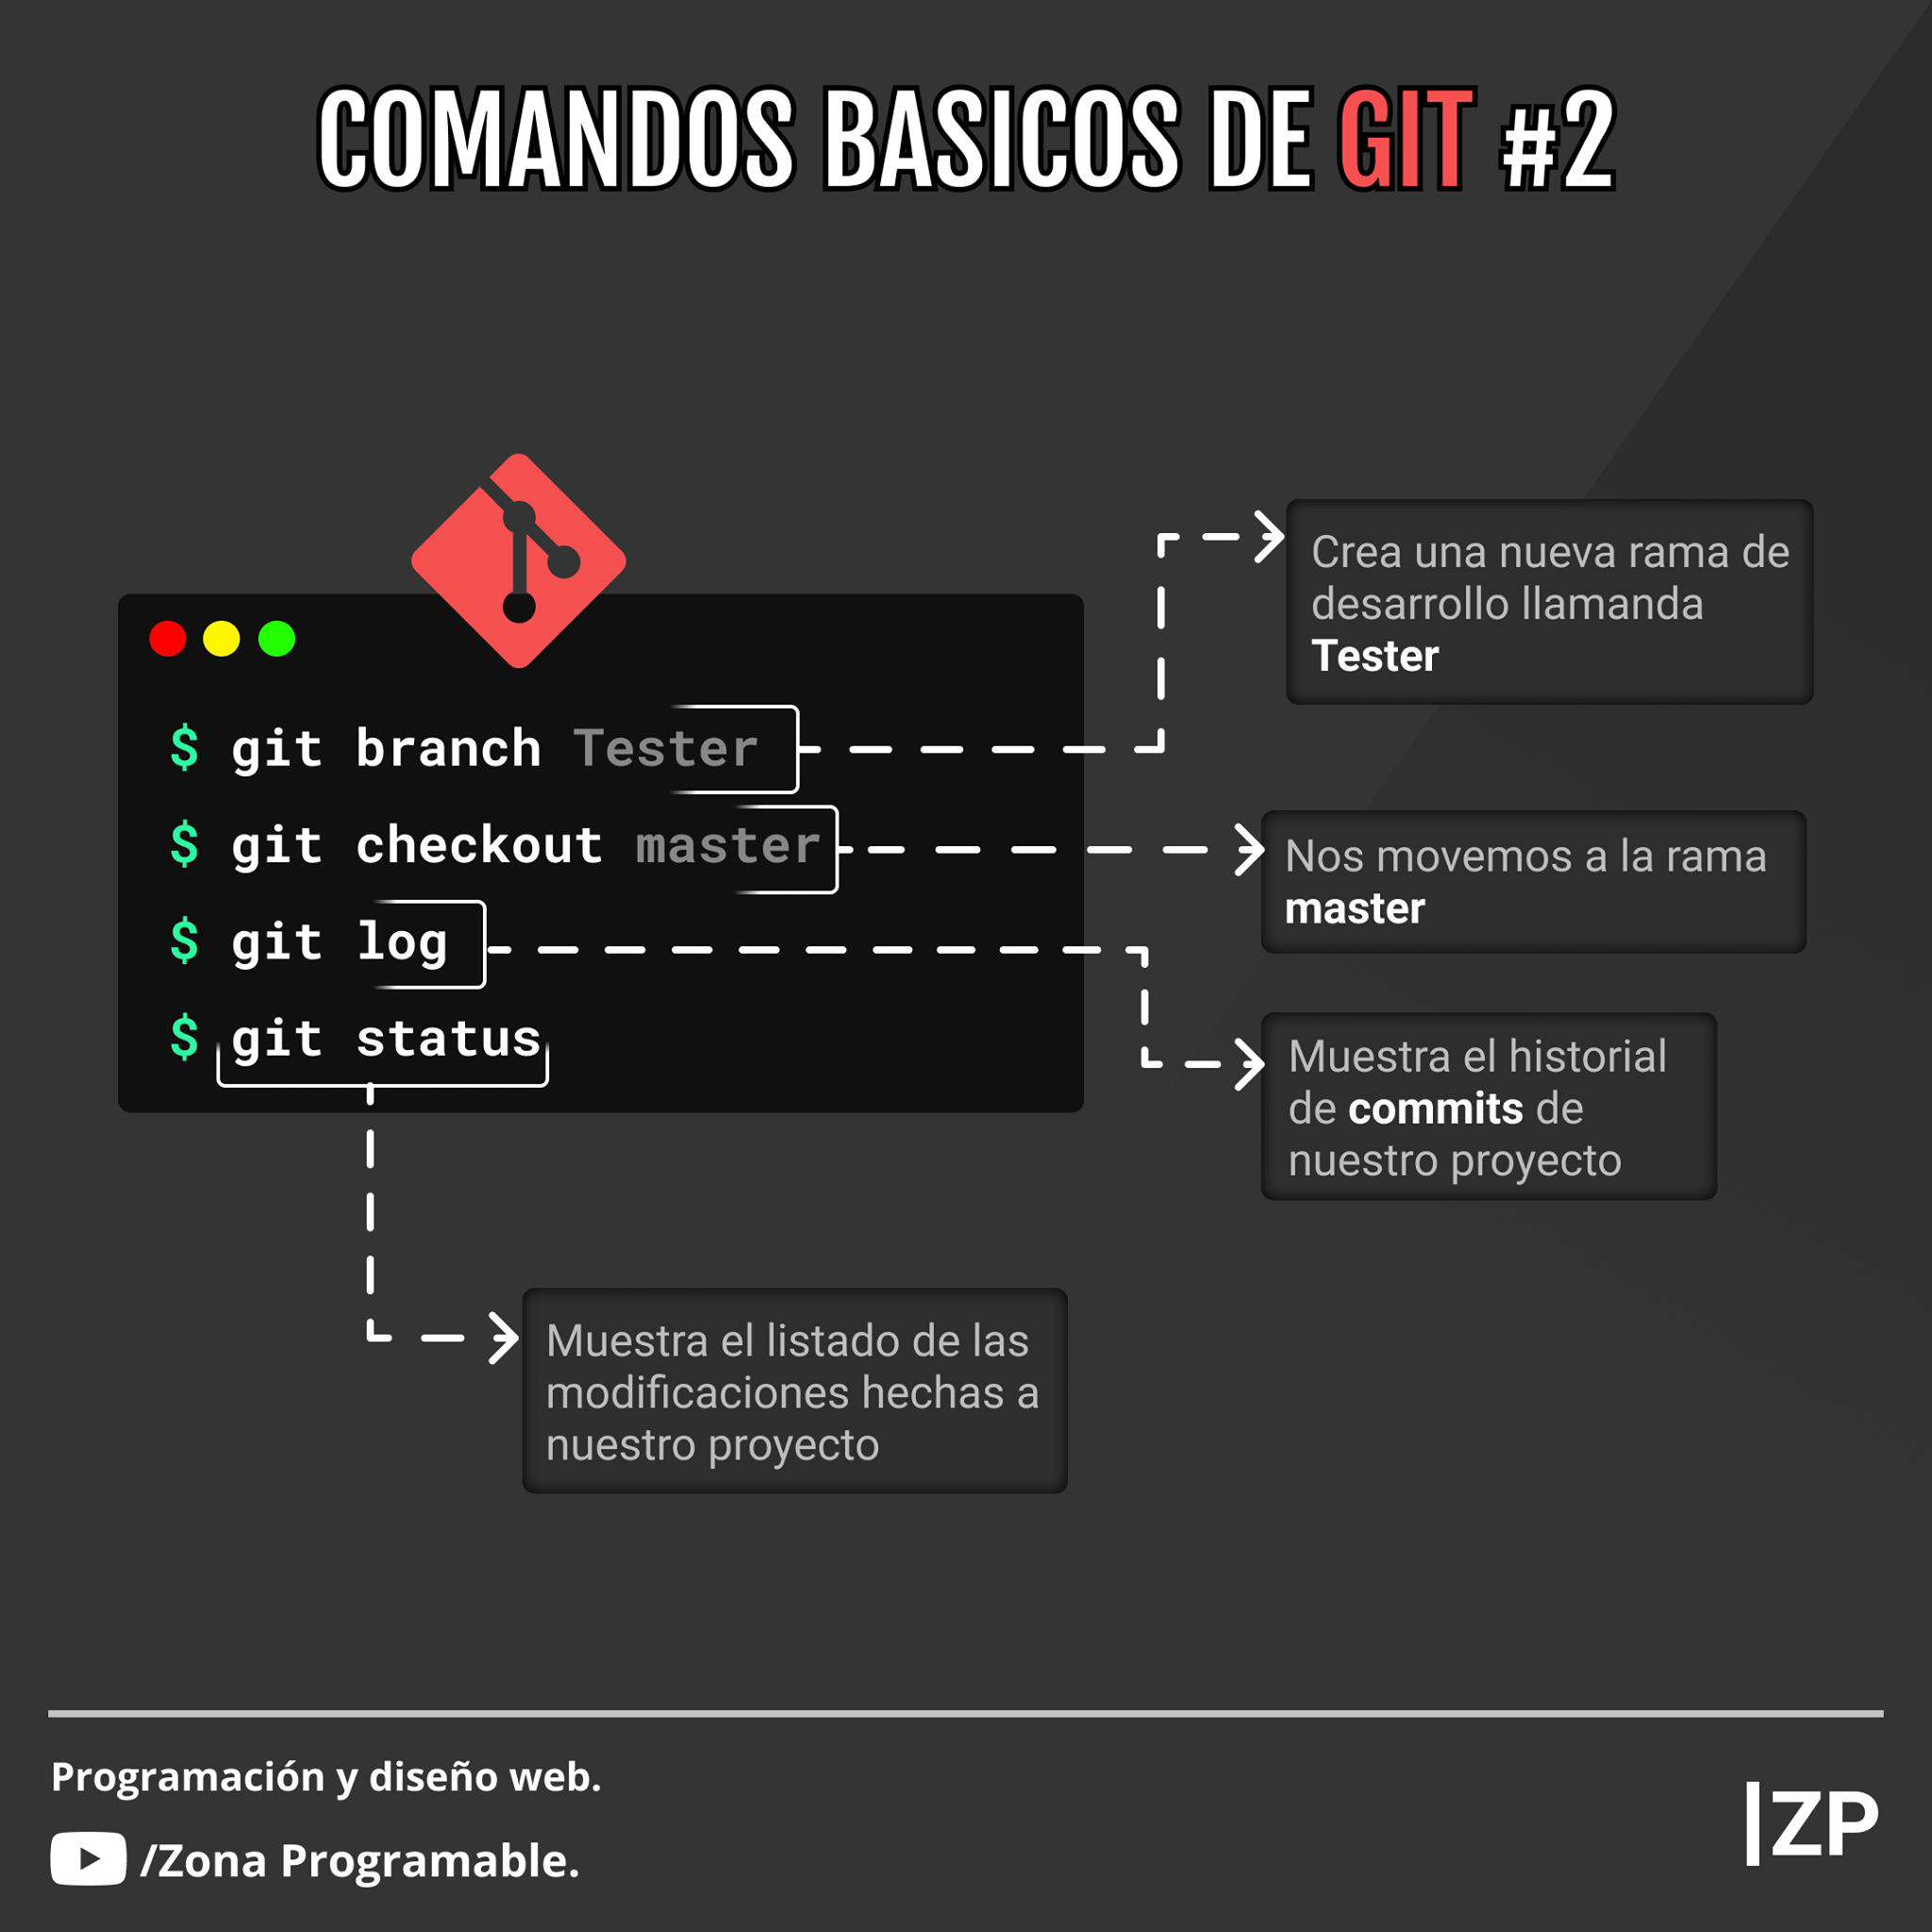 COMANDOS BASICOS DE GIT #2
$ git branch Tester
$ git checkout master
$ git log
$ git status
Crea una nueva rama de
desarrollo llamanda
Tester
Nos movemos a la rama
master
Muestra el historial
de commits de
nuestro proyecto
Muestra el listado de las
modificaciones hechas a
nuestro proyecto
Programación y diseño web.
/Zona Programable.
|ZP